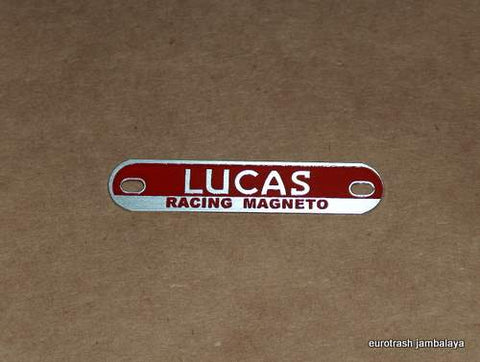 LUCAS
RACING MAGNETO
eurotrash jambalaya